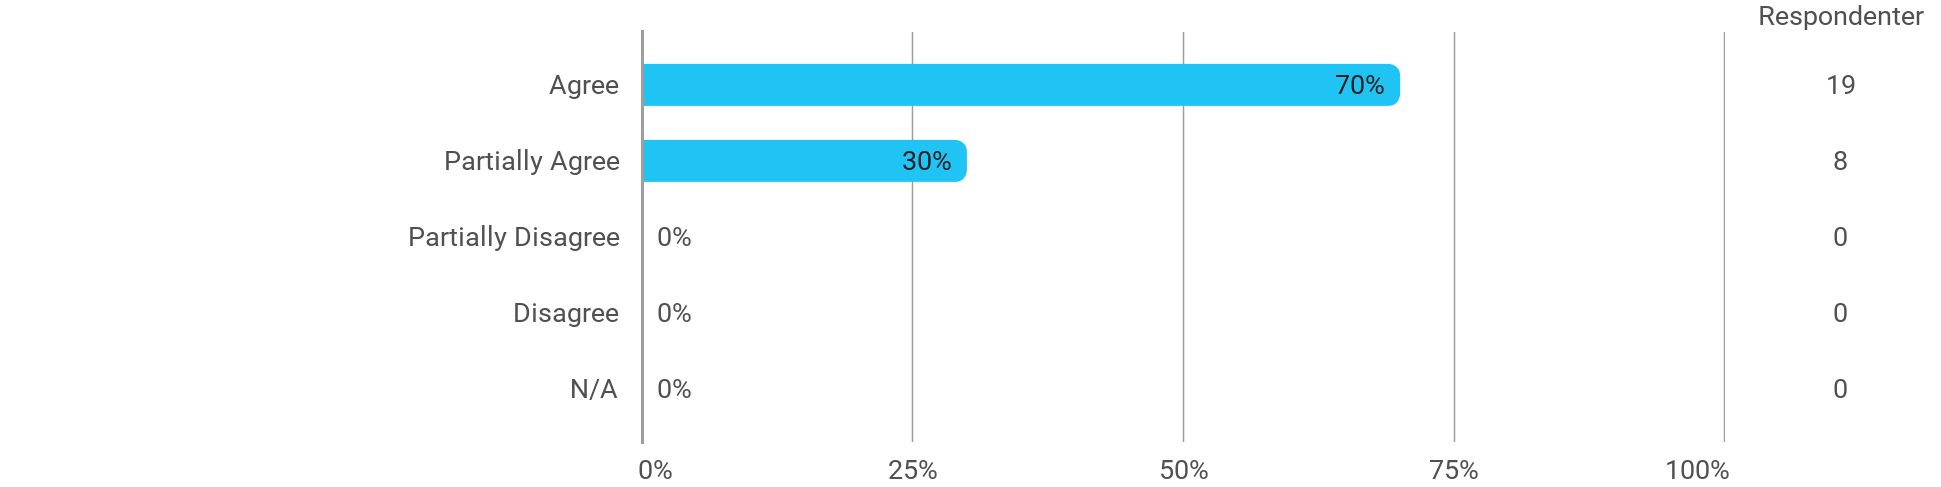 Respondenter
Agree 70% 19
Partially Agree 30% 8
Partially Disagree 0% 0
Disagree 0% 0
N/A 0% 0
0% 25% 50% 75% 100%